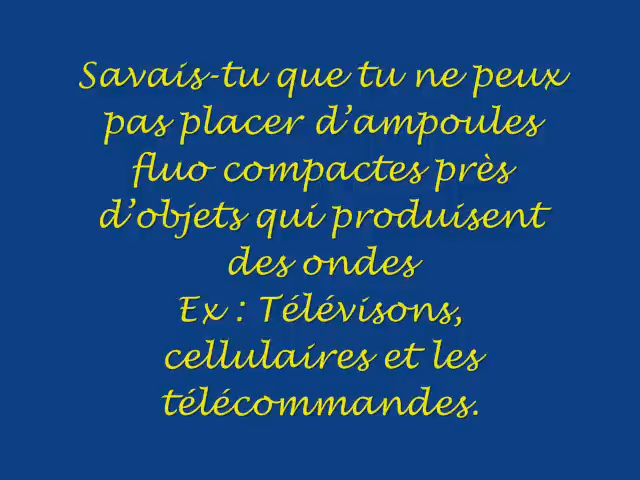 Savais-tu que tu ne peux
pas placer d’ampoules
fluo compactes près
d’objets qui produisent
des ondes
Ex : Télévisons,
cellulaires et les
télécommandes.